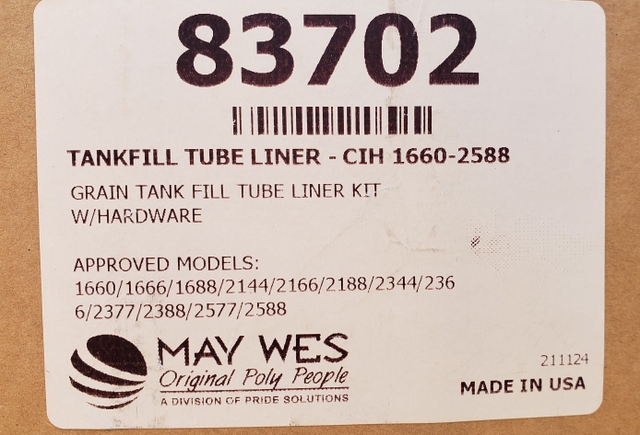 83702
TANKFILL TUBE LINER - CIH 1660-2588
GRAIN TANK FILL TUBE LINER KIT
W/HARDWARE
APPROVED MODELS:
1660/1666/1688/2144/2166/2188/2344/236
6/2377/2388/2577/2588
MAY WES
Original Poly People
A DIVISION OF PRIDE SOLUTIONS
211124
MADE IN USA